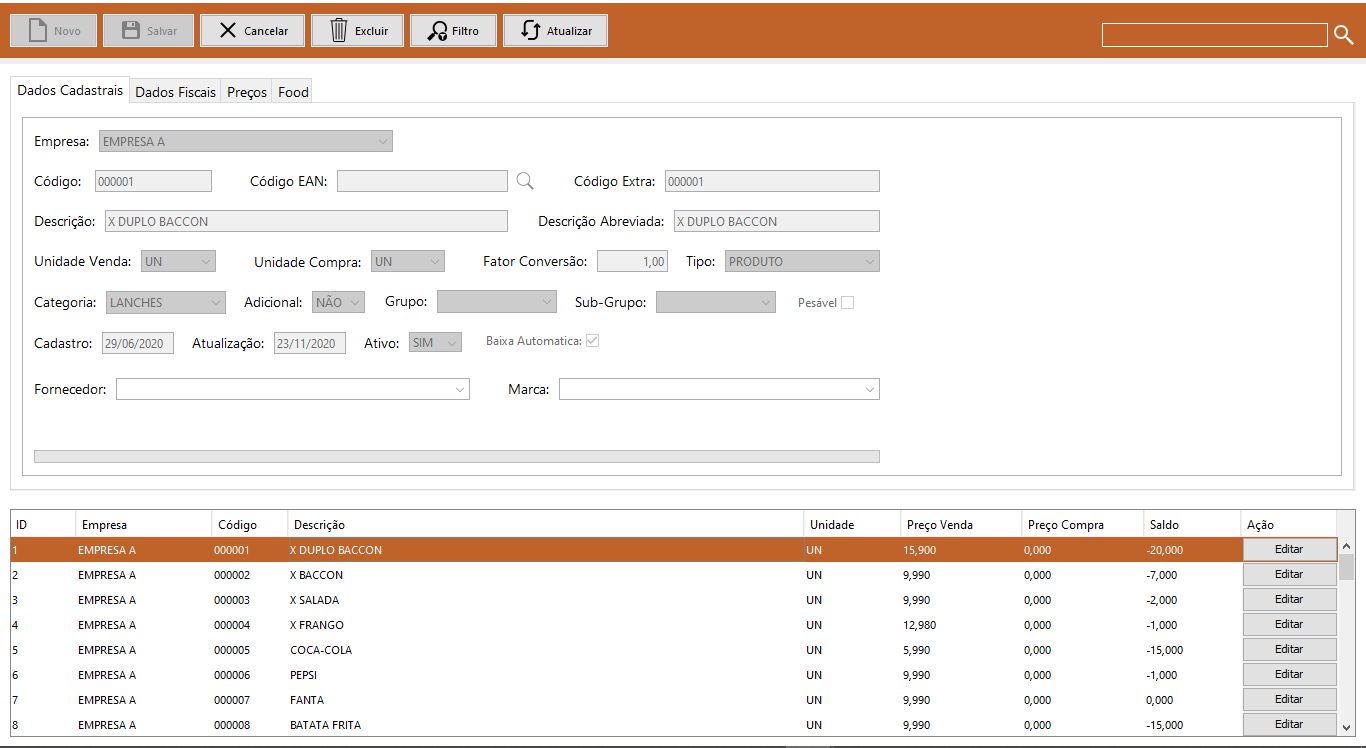 Novo Salvar Cancelar Excluir Filtro Atualizar
Dados Cadastrais Dados Fiscais Preços Food
Empresa: EMPRESA A
Código: 000001 Código EAN: Código Extra: 000001
Descrição: X DUPLO BACCON Descrição Abreviada: X DUPLO BACCON
Unidade Venda: UN Unidade Compra: UN Fator Conversão: 1,00 Tipo: PRODUTO
Categoria: LANCHES Adicional: NÃO Grupo: Sub-Grupo: Pesável
Cadastro: 29/06/2020 Atualização: 23/11/2020 Ativo: SIM Baixa Automatica:
Fornecedor: Marca:
ID Empresa Código Descrição Unidade Preço Venda Preço Compra Saldo Ação
1 EMPRESA A 000001 X DUPLO BACCON UN 15,900 0,000 -20,000 Editar
2 EMPRESA A 000002 X BACCON UN 9,990 0,000 -7,000 Editar
3 EMPRESA A 000003 X SALADA UN 9,990 0,000 -2,000 Editar
4 EMPRESA A 000004 X FRANGO UN 12,980 0,000 -1,000 Editar
5 EMPRESA A 000005 COCA-COLA UN 5,990 0,000 -15,000 Editar
6 EMPRESA A 000006 PEPSI UN 9,990 0,000 -1,000 Editar
7 EMPRESA A 000007 FANTA UN 9,990 0,000 0,000 Editar
8 EMPRESA A 000008 BATATA FRITA UN 9,990 0,000 -15,000 Editar